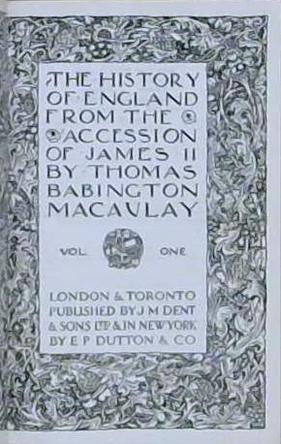 THE HISTORY
OF ENGLAND
FROM THE
ACCESSION
OF JAMES II
BY THOMAS
BABINGTON
MACAULAY
VOL. ONE
LONDON & TORONTO
PUBLISHED BY J M DENT
& SONS LTD & IN NEW YORK
BY E P DUTTON & CO